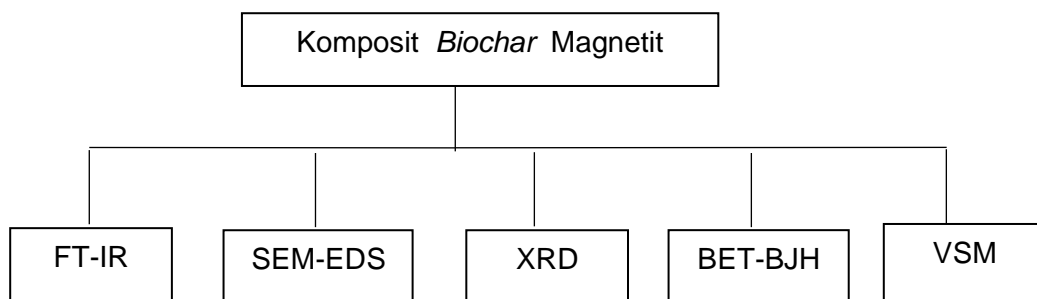 Komposit Biochar Magnetit
FT-IR
SEM-EDS
XRD
BET-BJH
VSM